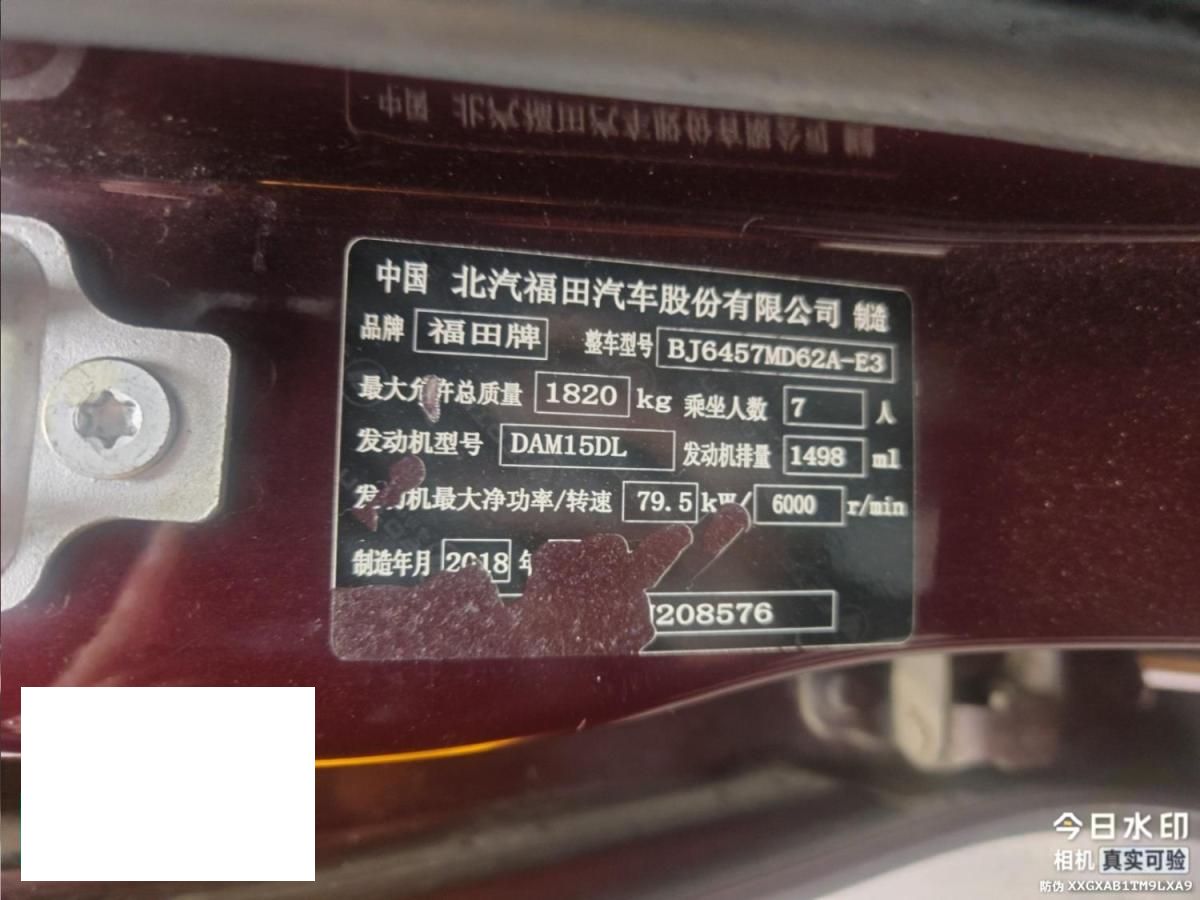 中国 北汽福田汽车股份有限公司 制造
品牌 福田牌 整车型号 BJ6457MD62A-E3
最大允许总质量 1820 kg 乘坐人数 7 人
发动机型号 DAM15DL 发动机排量 1498 ml
发动机最大净功率/转速 79.5 kW/ 6000 r/min
制造年月 2018 年
208576
今日水印
相机 真实可验
防伪 XXGXAB1TM9LXA9